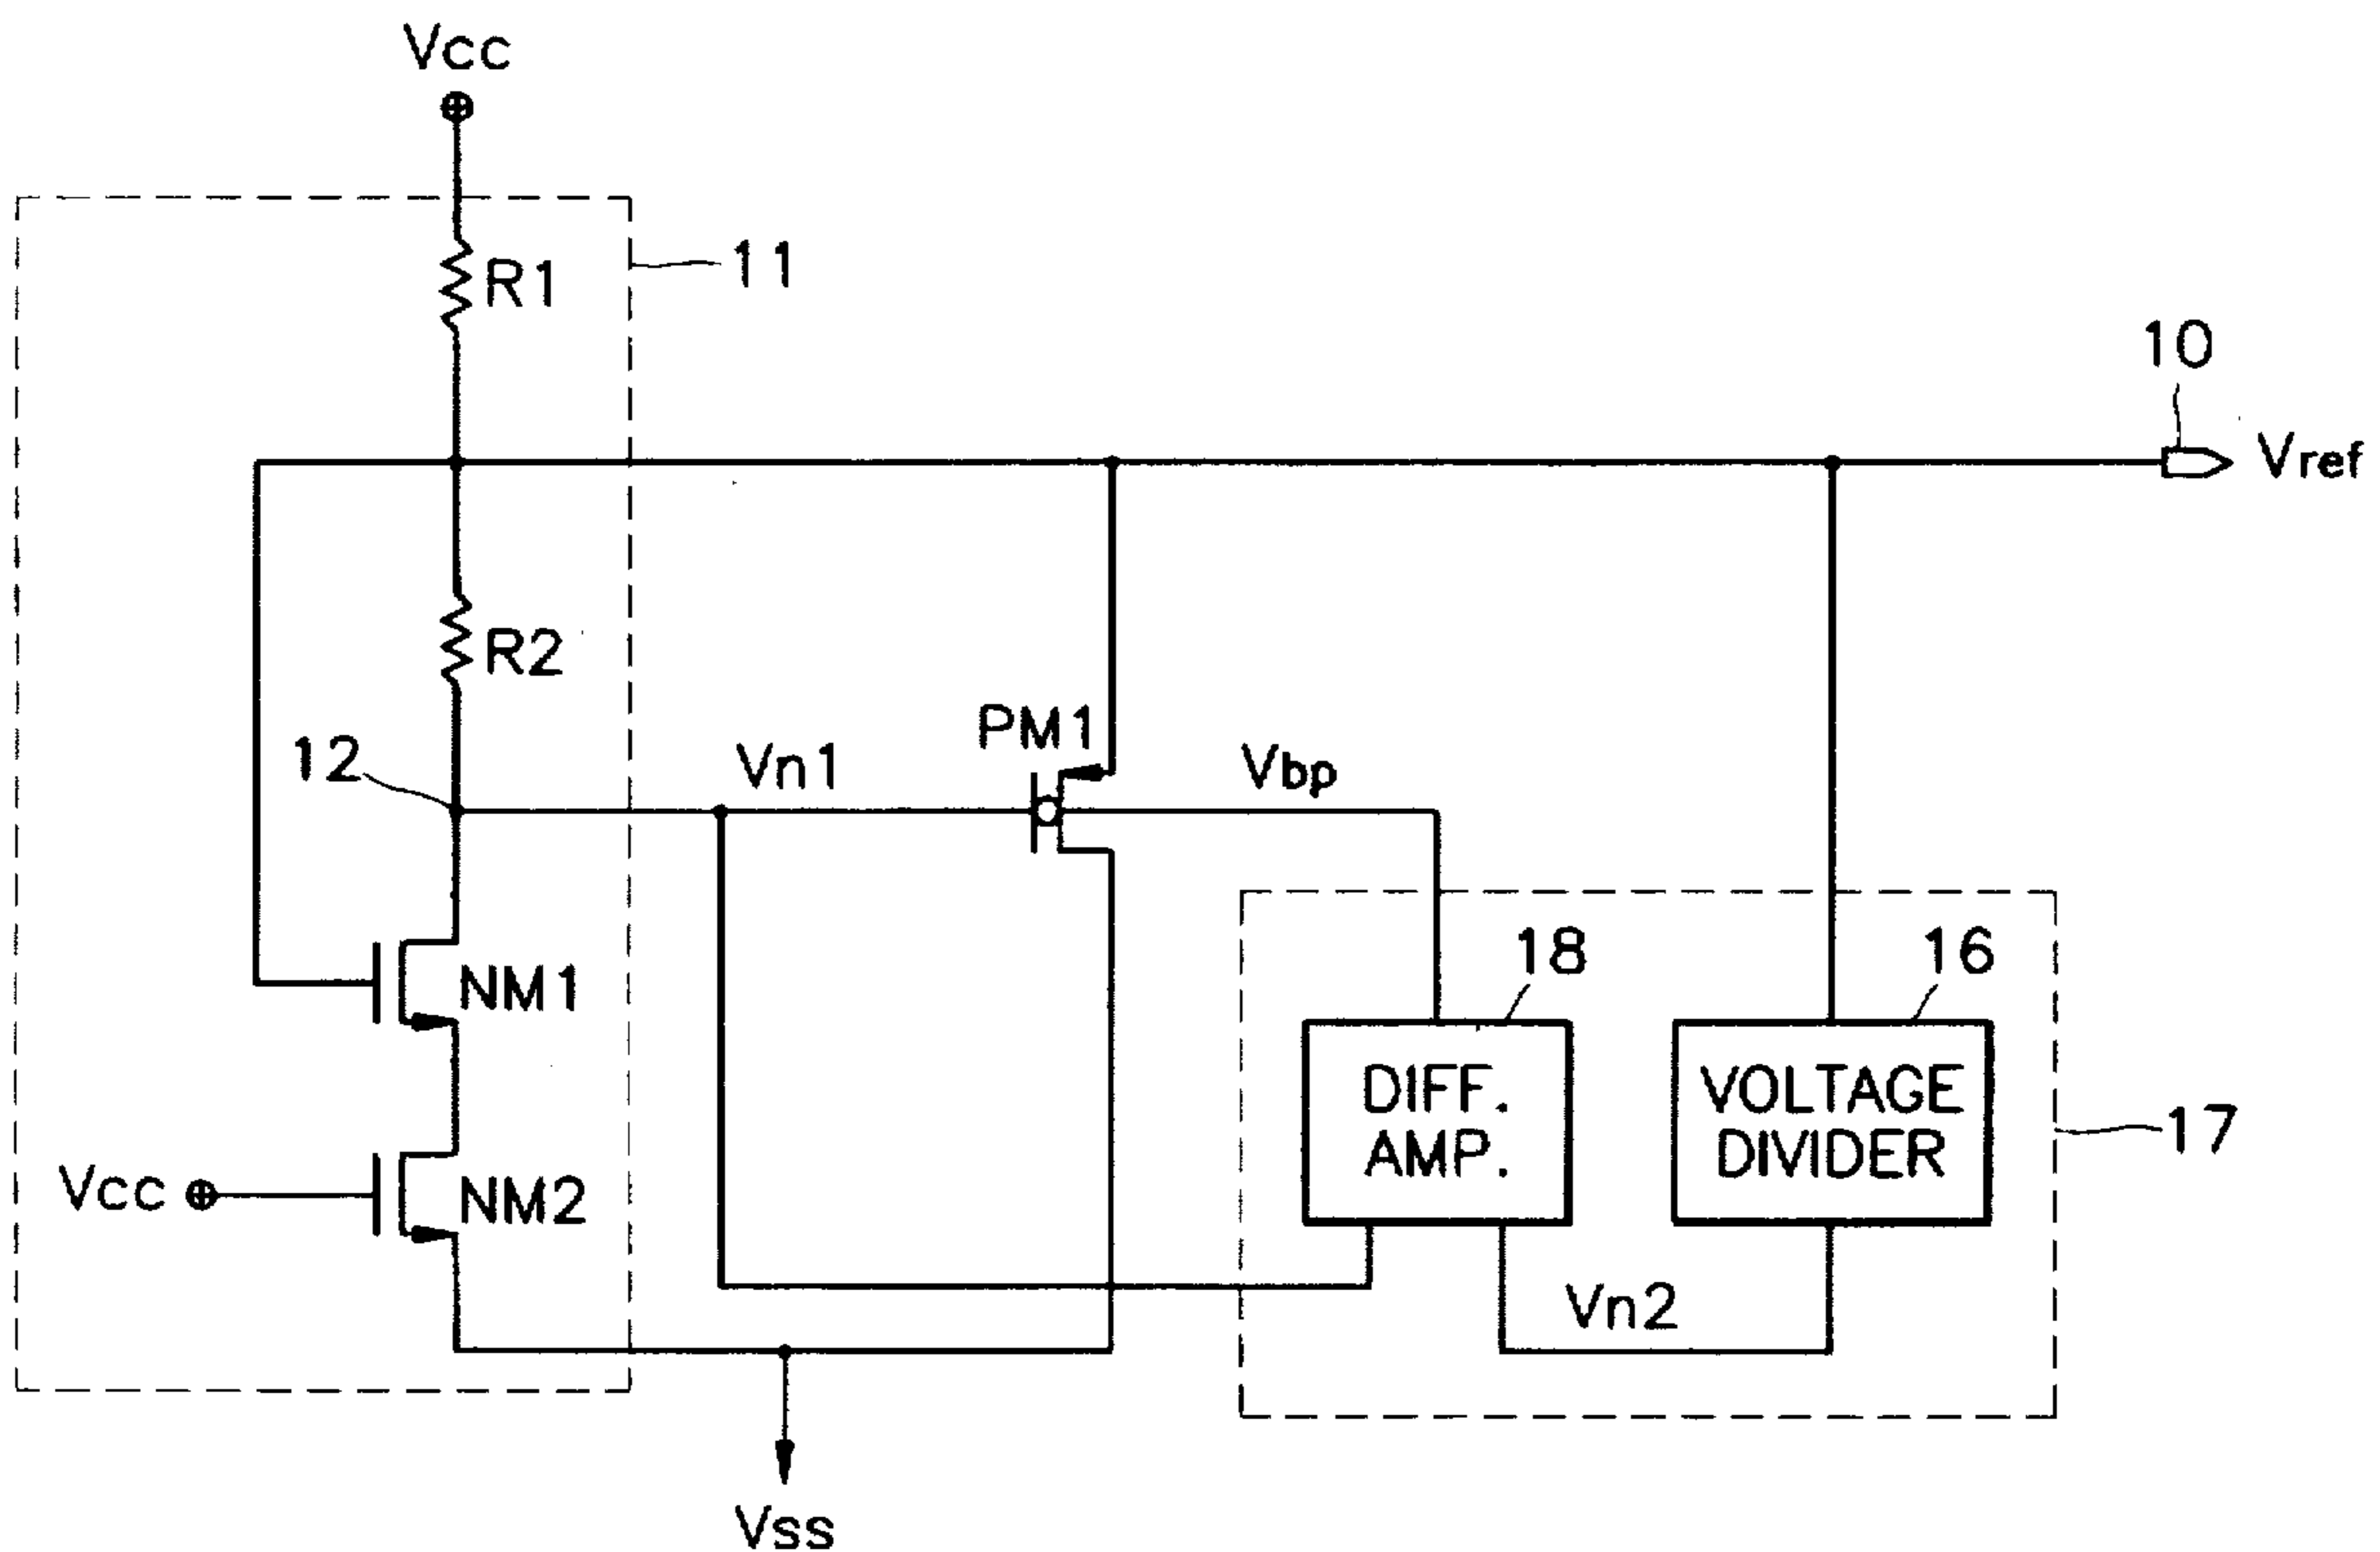 Vcc
R1
11
10
Vref
R2
12
Vn1
PM1
Vbp
18
16
NM1
DIFF.
AMP.
VOLTAGE
DIVIDER
17
Vcc
NM2
Vn2
Vss